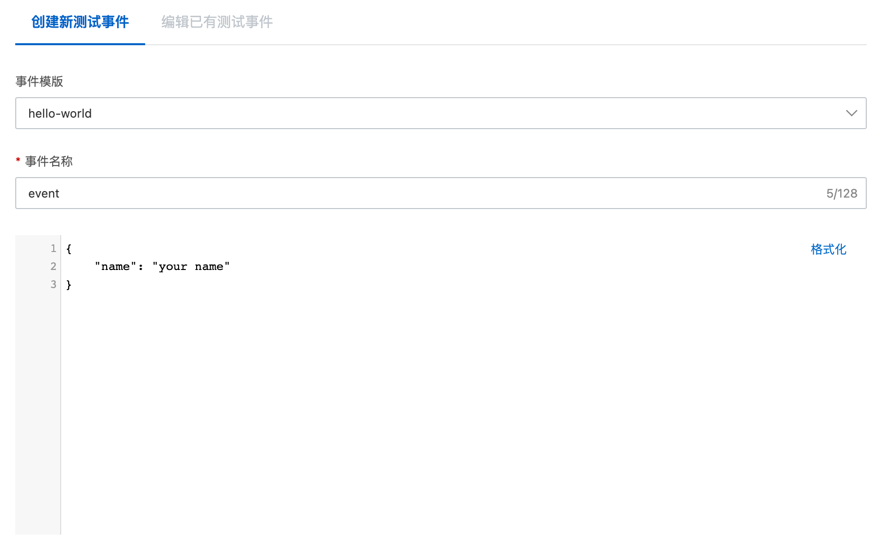 创建新测试事件 编辑已有测试事件
事件模版
hello-world
* 事件名称
event 5/128
1 { 格式化
2 "name": "your name"
3 }